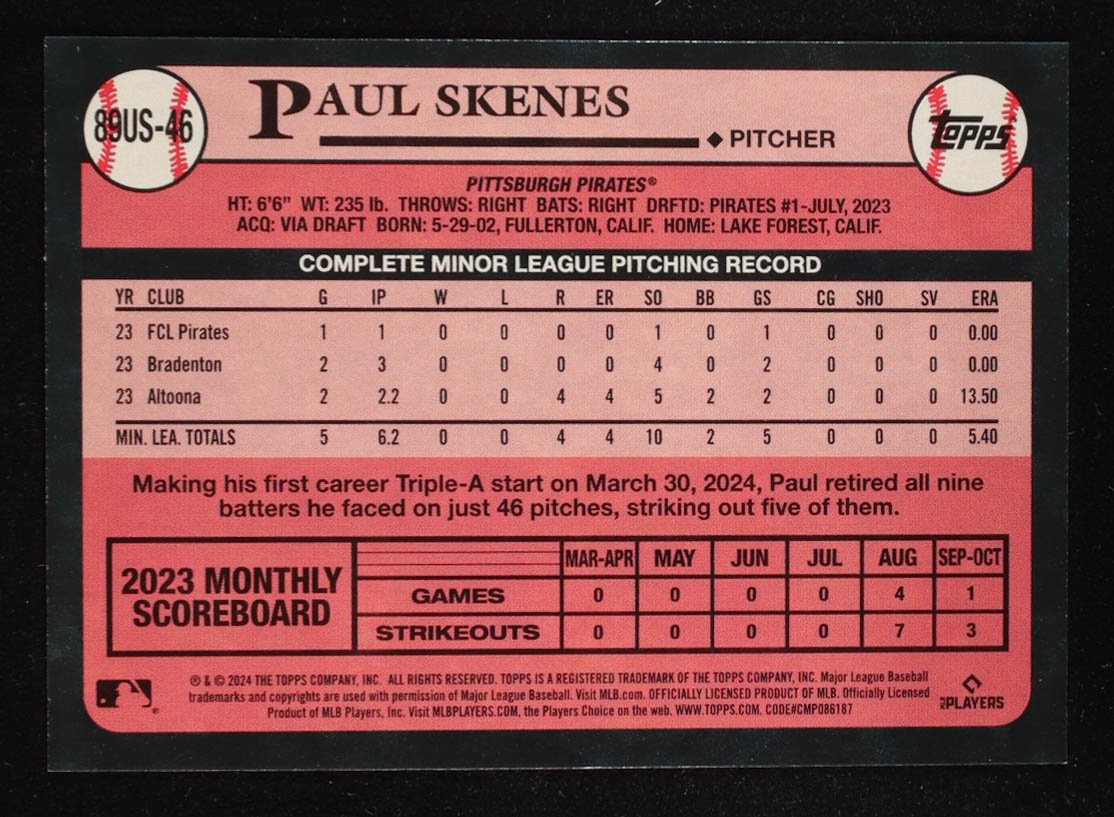 89US-46
PAUL SKENES
◆ PITCHER
topps
PITTSBURGH PIRATES®
HT: 6'6" WT: 235 lb. THROWS: RIGHT BATS: RIGHT DRFTD: PIRATES #1-JULY, 2023
ACQ: VIA DRAFT BORN: 5-29-02, FULLERTON, CALIF. HOME: LAKE FOREST, CALIF.
COMPLETE MINOR LEAGUE PITCHING RECORD
YR CLUB G IP W L R ER SO BB GS CG SHO SV ERA
23 FCL Pirates 1 1 0 0 0 0 1 0 1 0 0 0 0.00
23 Bradenton 2 3 0 0 0 0 4 0 2 0 0 0 0.00
23 Altoona 2 2.2 0 0 4 4 5 2 2 0 0 0 13.50
MIN. LEA. TOTALS 5 6.2 0 0 4 4 10 2 5 0 0 0 5.40
Making his first career Triple-A start on March 30, 2024, Paul retired all nine
batters he faced on just 46 pitches, striking out five of them.
2023 MONTHLY
SCOREBOARD
MAR-APR MAY JUN JUL AUG SEP-OCT
GAMES 0 0 0 0 4 1
STRIKEOUTS 0 0 0 0 7 3
® & © 2024 THE TOPPS COMPANY, INC. ALL RIGHTS RESERVED. TOPPS IS A REGISTERED TRADEMARK OF THE TOPPS COMPANY, INC. Major League Baseball
trademarks and copyrights are used with permission of Major League Baseball. Visit MLB.com. OFFICIALLY LICENSED PRODUCT OF MLB. Officially Licensed
Product of MLB Players, Inc. Visit MLBPLAYERS.COM, the Players Choice on the web. WWW.TOPPS.COM. CODE#CMP086187
MLB PLAYERS